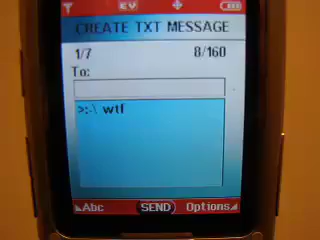 EV
CREATE TXT MESSAGE
1/7 8/160
To:
>:-\ wtf
Abc SEND Options